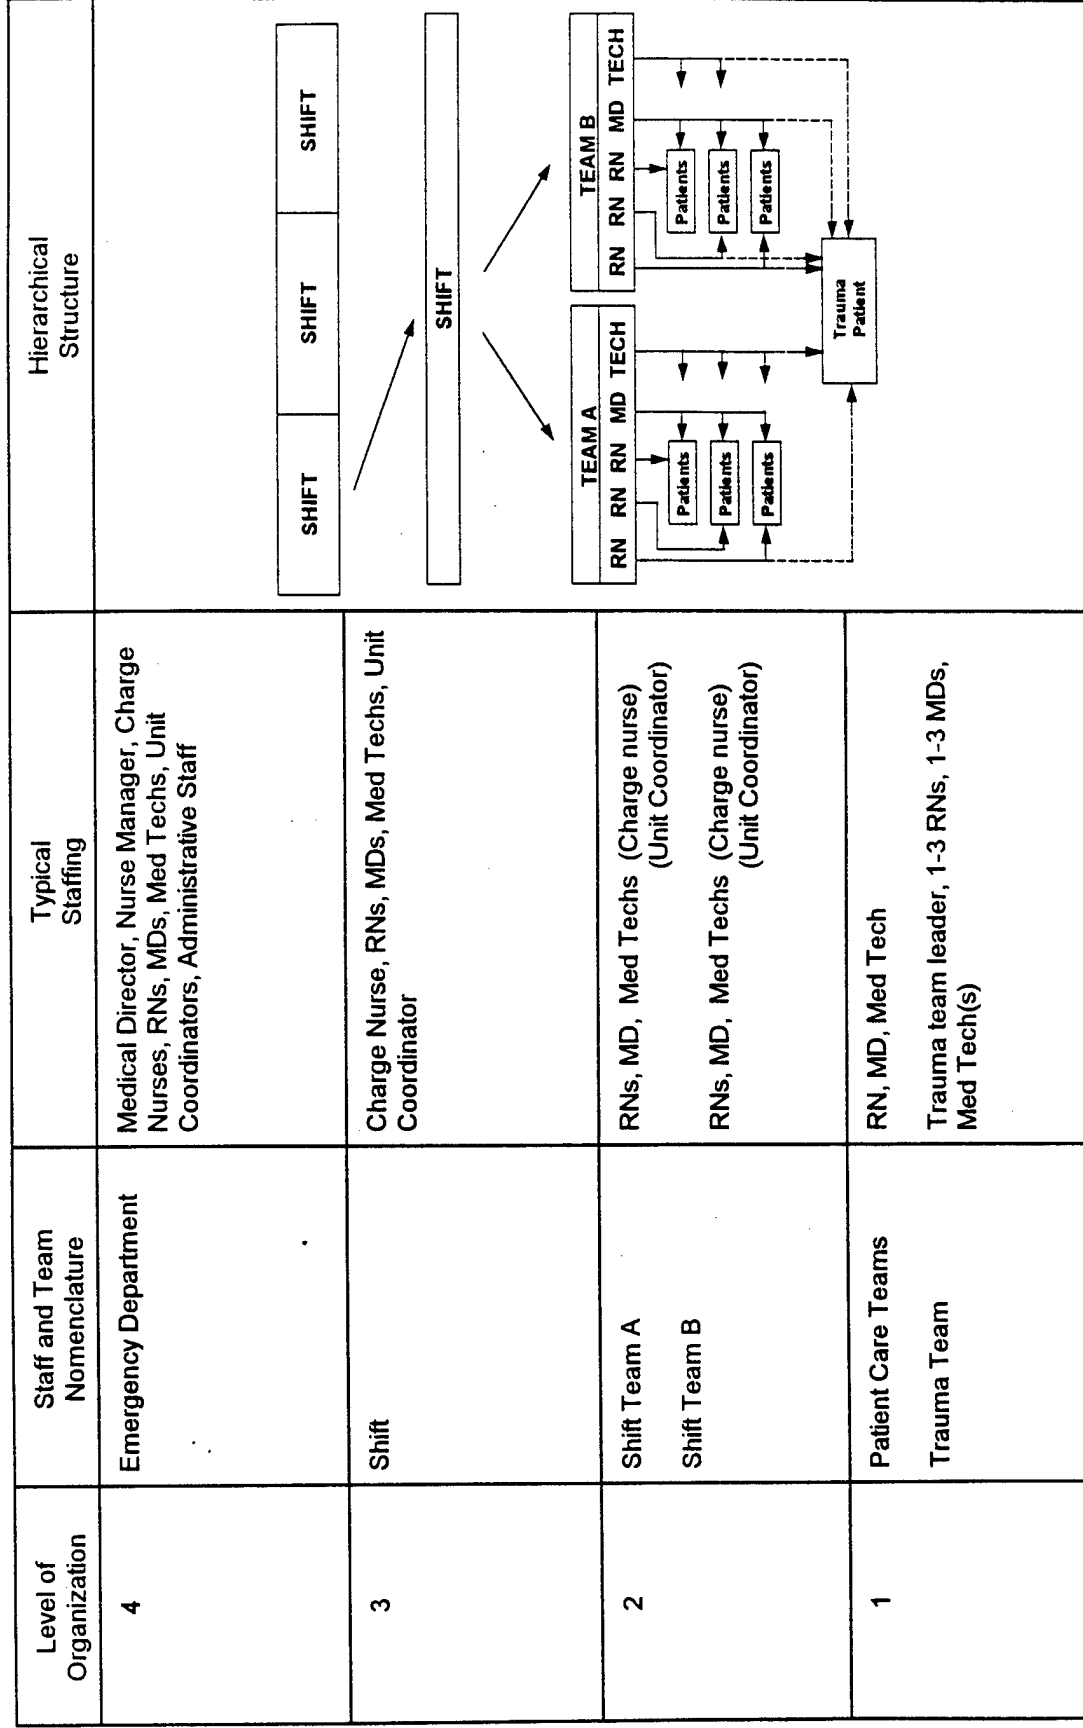 Level of
Organization
Staff and Team
Nomenclature
Typical
Staffing
Hierarchical
Structure
4
Emergency Department
Medical Director, Nurse Manager, Charge
Nurses, RNs, MDs, Med Techs, Unit
Coordinators, Administrative Staff
SHIFT SHIFT SHIFT
3
Shift
Charge Nurse, RNs, MDs, Med Techs, Unit
Coordinator
SHIFT
2
Shift Team A
RNs, MD, Med Techs (Charge nurse)
(Unit Coordinator)
Shift Team B
RNs, MD, Med Techs (Charge nurse)
(Unit Coordinator)
TEAM A
RN RN RN MD TECH
Patients
Patients
Patients
TEAM B
RN RN RN MD TECH
Patients
Patients
Patients
1
Patient Care Teams
RN, MD, Med Tech
Trauma Team
Trauma team leader, 1-3 RNs, 1-3 MDs,
Med Tech(s)
Trauma
Patient